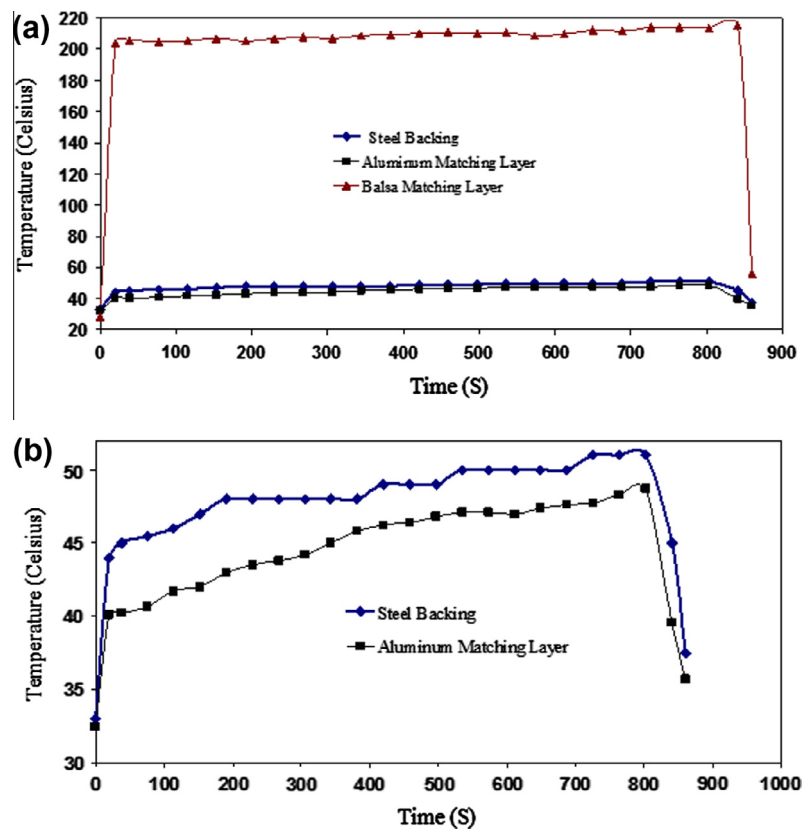 (a)
220
200
180
160
140
120
100
80
60
40
20
Temperature (Celsius)
Steel Backing
Aluminum Matching Layer
Balsa Matching Layer
0 100 200 300 400 500 600 700 800 900
Time (S)
(b)
50
45
40
35
30
Temperature (Celsius)
Steel Backing
Aluminum Matching Layer
0 100 200 300 400 500 600 700 800 900 1000
Time (S)